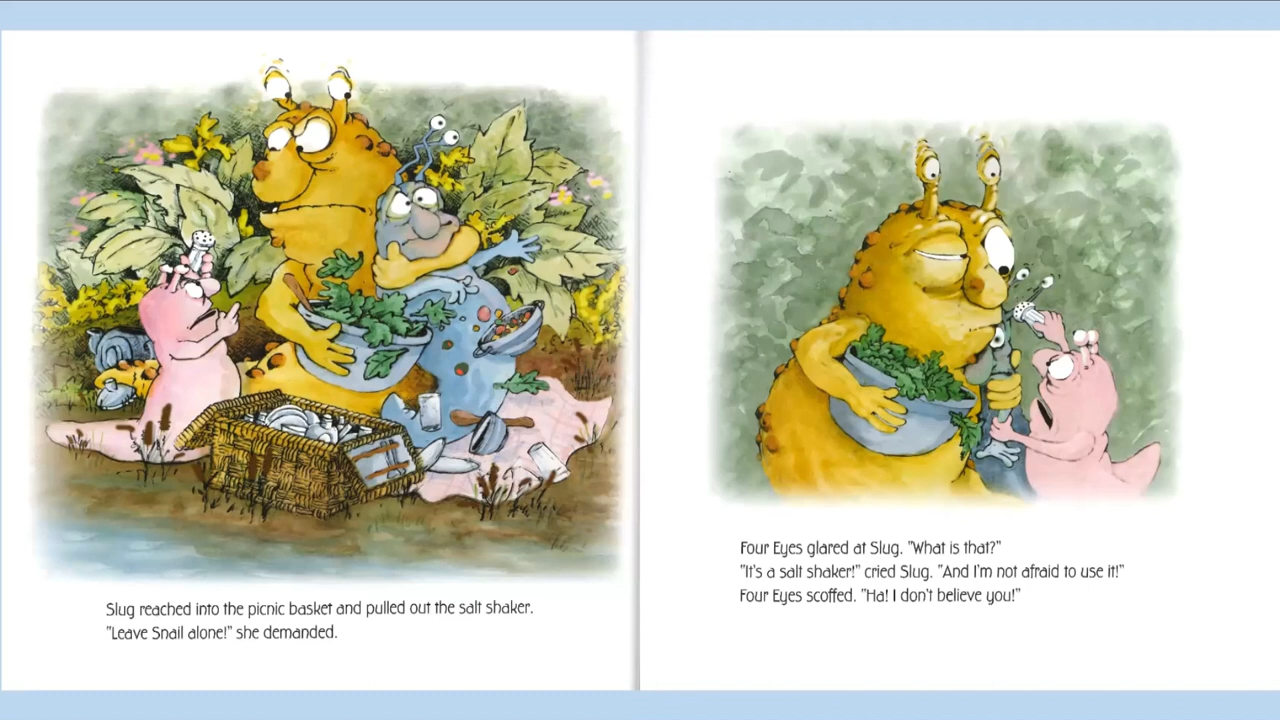 Slug reached into the picnic basket and pulled out the salt shaker.
"Leave Snail alone!" she demanded.
Four Eyes glared at Slug. "What is that?"
"It's a salt shaker!" cried Slug. "And I'm not afraid to use it!"
Four Eyes scoffed. "Ha! I don't believe you!"